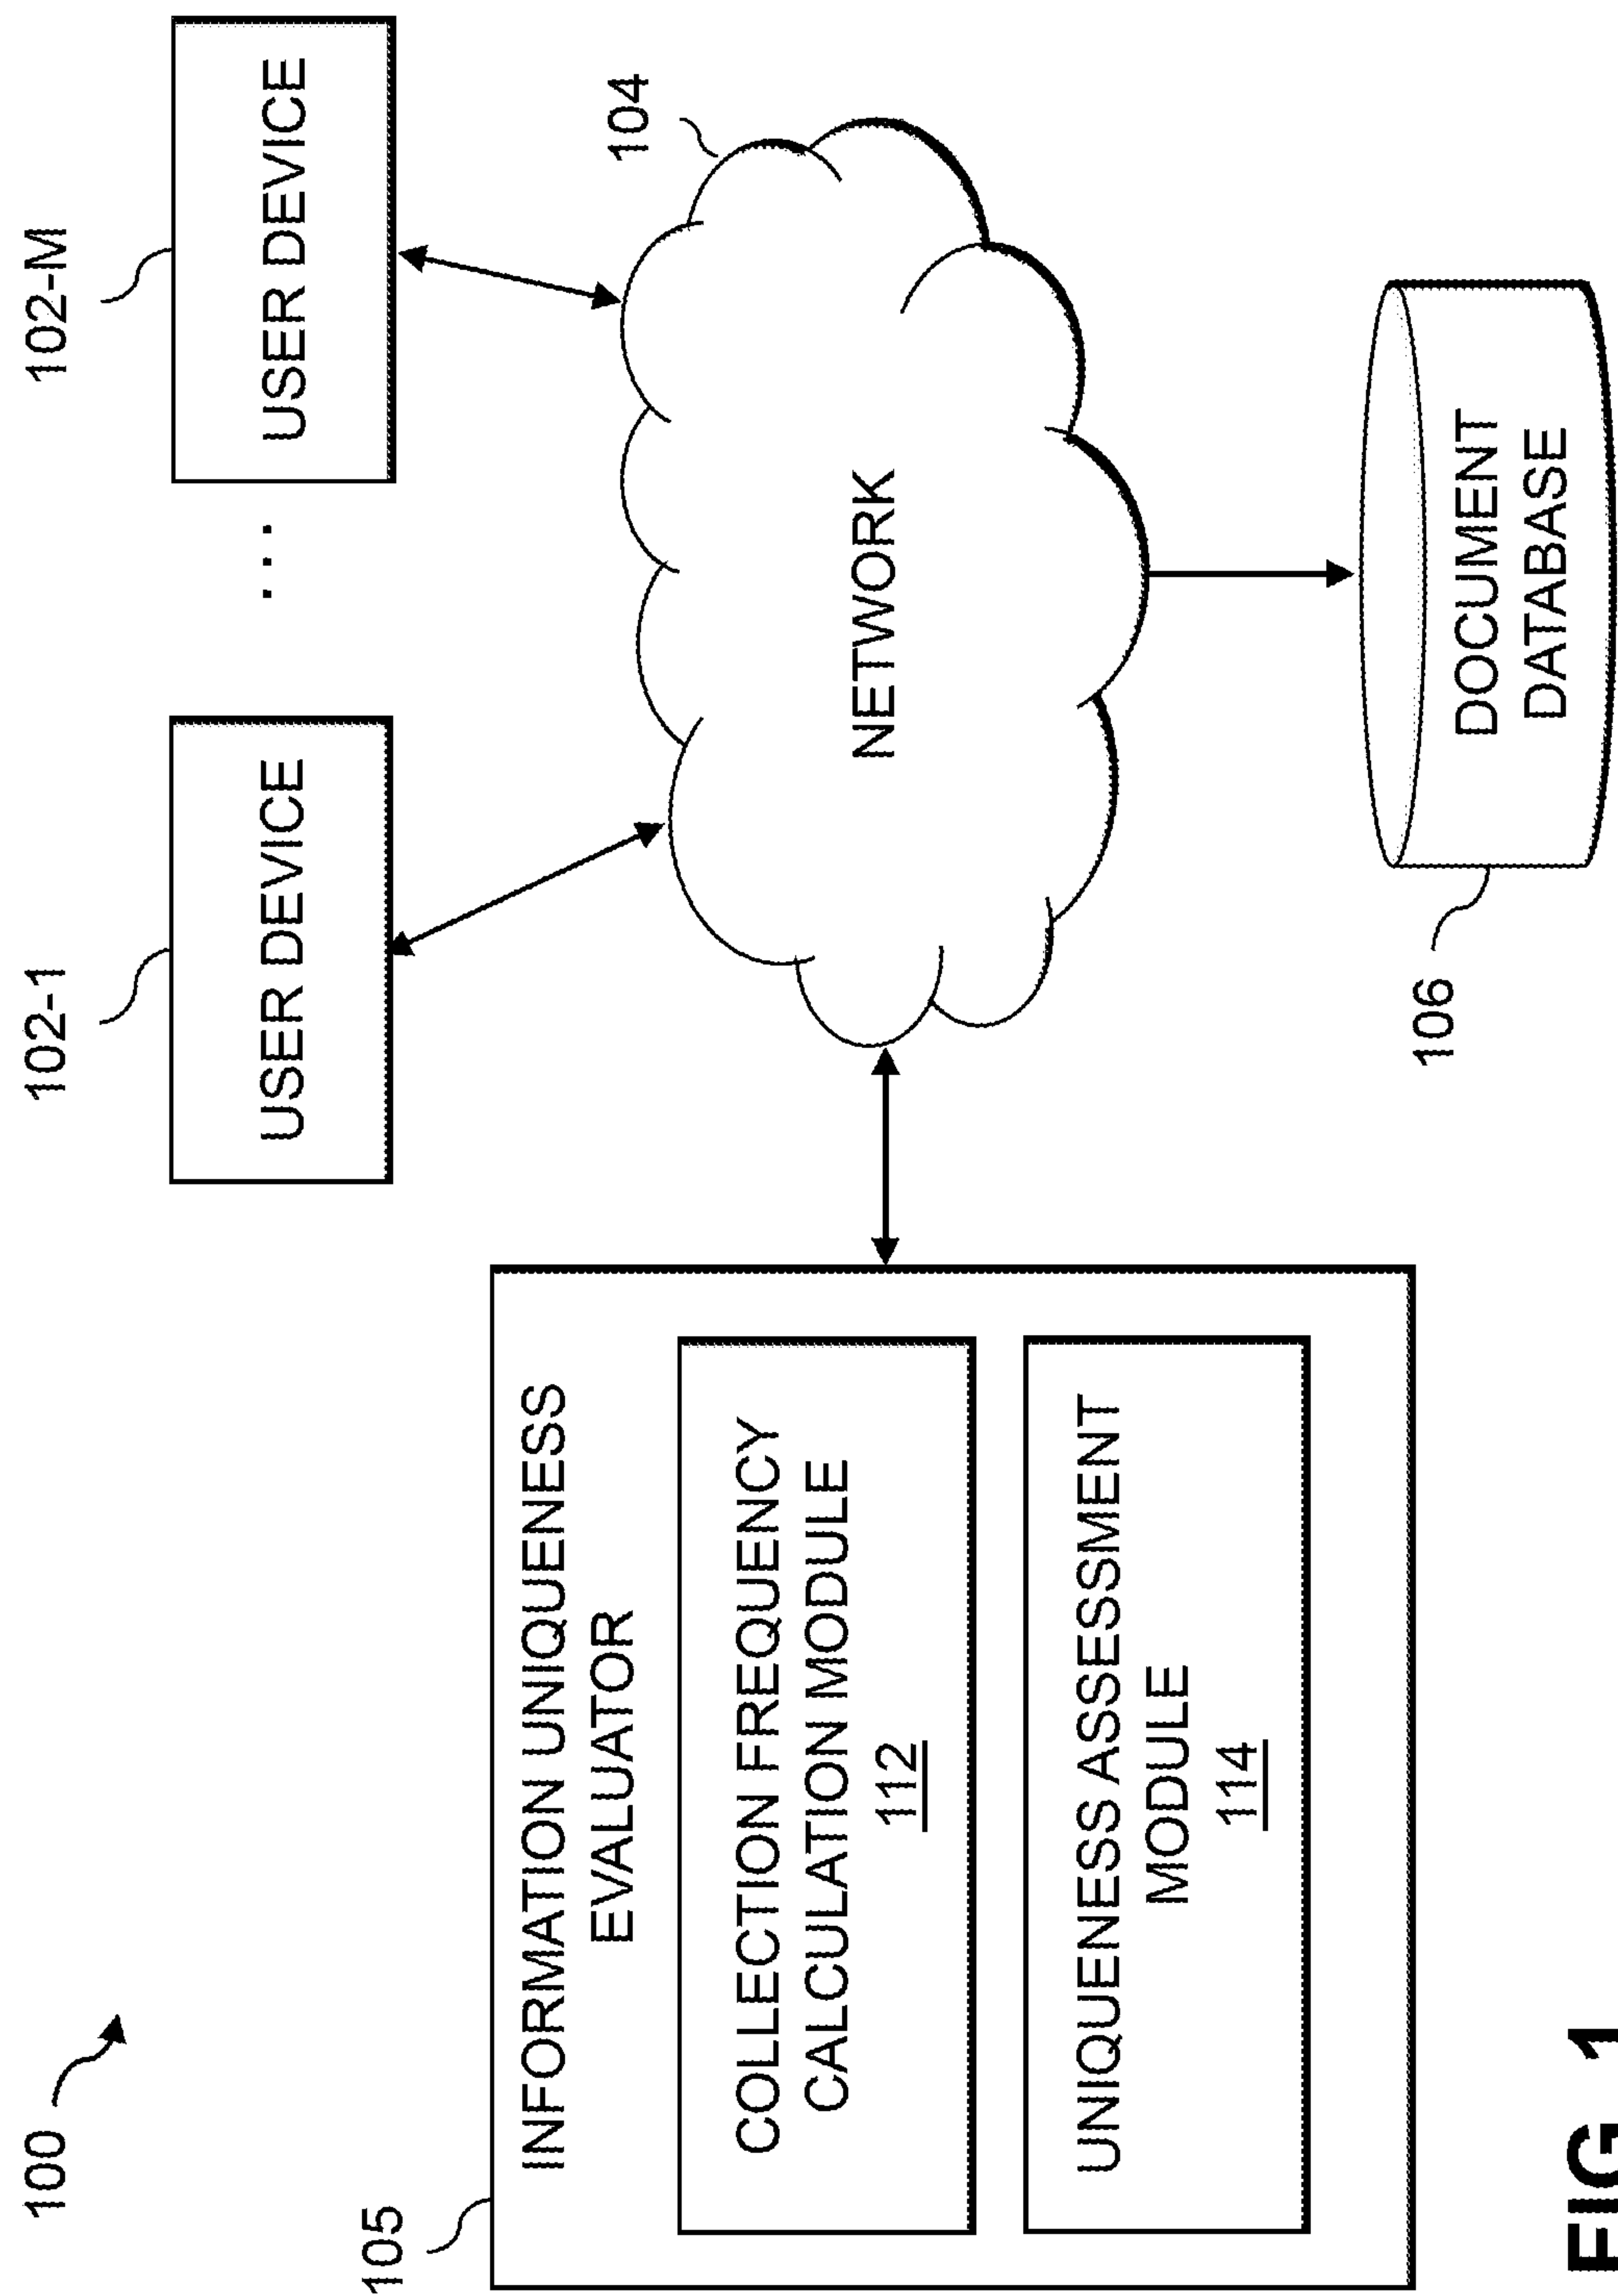 100
102-1
102-M
USER DEVICE
...
USER DEVICE
105
104
INFORMATION UNIQUENESS
EVALUATOR
COLLECTION FREQUENCY
CALCULATION MODULE
112
UNIQUENESS ASSESSMENT
MODULE
114
NETWORK
106
DOCUMENT
DATABASE
FIG. 1